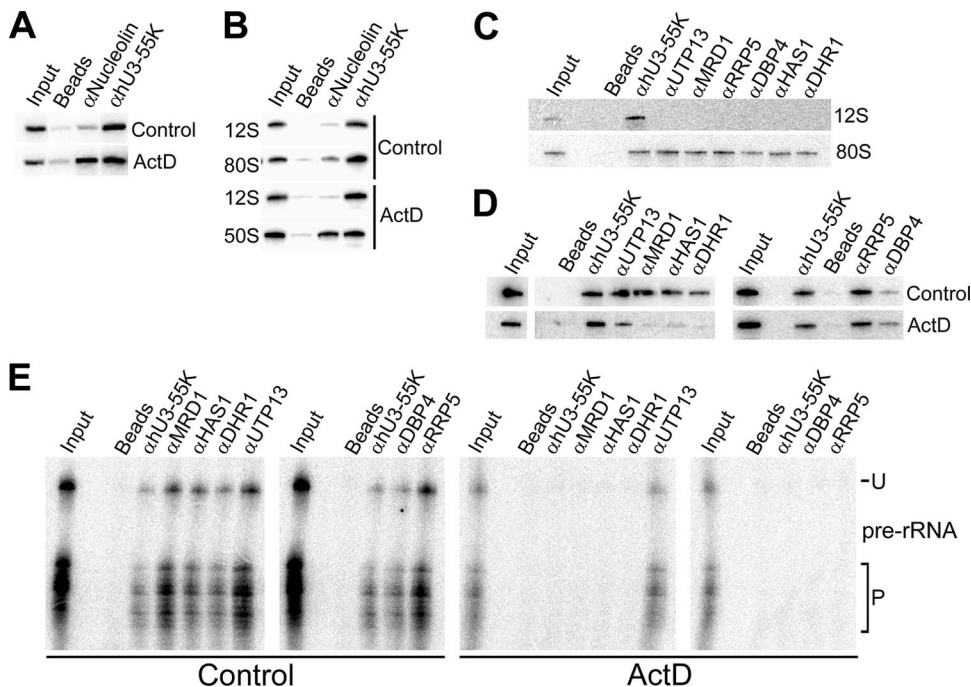 A
Input
Beads
αNucleolin
αhU3-55K
Control
ActD
B
Input
Beads
αNucleolin
αhU3-55K
12S
80S
Control
12S
50S
ActD
C
Input
Beads
αhU3-55K
αUTP13
αMRD1
αRRP5
αDBP4
αHAS1
αDHR1
12S
80S
D
Input
Beads
αhU3-55K
αUTP13
αMRD1
αHAS1
αDHR1
Input
αhU3-55K
Beads
αRRP5
αDBP4
Control
ActD
E
Input
Beads
αhU3-55K
αMRD1
αHAS1
αDHR1
αUTP13
Input
Beads
αhU3-55K
αDBP4
αRRP5
Input
Beads
αhU3-55K
αMRD1
αHAS1
αDHR1
αUTP13
Input
Beads
αhU3-55K
αDBP4
αRRP5
U
pre-rRNA
P
Control
ActD